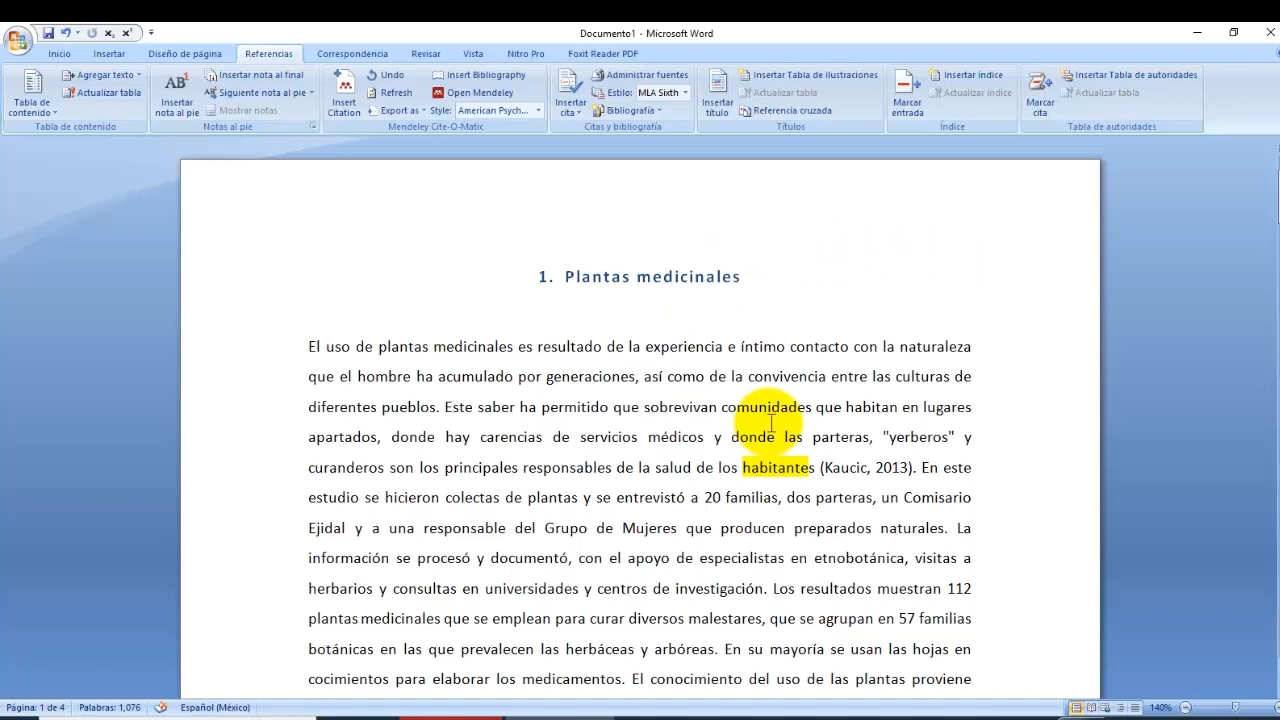 Documento1 - Microsoft Word
Inicio Insertar Diseño de página Referencias Correspondencia Revisar Vista Nitro Pro Foxit Reader PDF
Tabla de contenido
Agregar texto
Actualizar tabla
Tabla de contenido
AB¹ Insertar nota al pie
Insertar nota al final
Siguiente nota al pie
Mostrar notas
Notas al pie
Insert Citation
Undo
Refresh
Export as
Insert Bibliography
Open Mendeley
Style: American Psych...
Mendeley Cite-O-Matic
Insertar cita
Administrar fuentes
Estilo: MLA Sixth
Bibliografía
Citas y bibliografía
Insertar título
Insertar Tabla de ilustraciones
Actualizar tabla
Referencia cruzada
Títulos
Marcar entrada
Insertar índice
Actualizar índice
Índice
Marcar cita
Insertar Tabla de autoridades
Actualizar tabla
Tabla de autoridades
1. Plantas medicinales
El uso de plantas medicinales es resultado de la experiencia e íntimo contacto con la naturaleza
que el hombre ha acumulado por generaciones, así como de la convivencia entre las culturas de
diferentes pueblos. Este saber ha permitido que sobrevivan comunidades que habitan en lugares
apartados, donde hay carencias de servicios médicos y donde las parteras, "yerberos" y
curanderos son los principales responsables de la salud de los habitantes (Kaucic, 2013). En este
estudio se hicieron colectas de plantas y se entrevistó a 20 familias, dos parteras, un Comisario
Ejidal y a una responsable del Grupo de Mujeres que producen preparados naturales. La
información se procesó y documentó, con el apoyo de especialistas en etnobotánica, visitas a
herbarios y consultas en universidades y centros de investigación. Los resultados muestran 112
plantas medicinales que se emplean para curar diversos malestares, que se agrupan en 57 familias
botánicas en las que prevalecen las herbáceas y arbóreas. En su mayoría se usan las hojas en
cocimientos para elaborar los medicamentos. El conocimiento del uso de las plantas proviene
Página: 1 de 4 Palabras: 1,076 Español (México) 140%